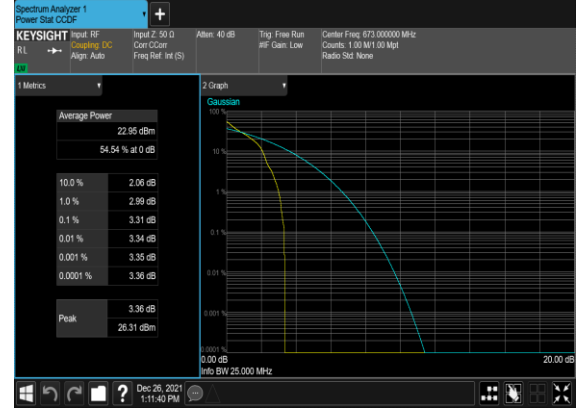 Spectrum Analyzer 1
Power Stat CCDF
+
KEYSIGHT
RL
Input: RF
Coupling: DC
Align: Auto
Input Z: 50 Ω
Corr CCorr
Freq Ref: Int (S)
Atten: 40 dB
Trig: Free Run
#IF Gain: Low
Center Freq: 673.000000 MHz
Counts: 1.00 M/1.00 Mpt
Radio Std: None
1 Metrics
Average Power
22.95 dBm
54.54 % at 0 dB
10.0 % 2.06 dB
1.0 % 2.99 dB
0.1 % 3.31 dB
0.01 % 3.34 dB
0.001 % 3.35 dB
0.0001 % 3.36 dB
Peak
3.36 dB
26.31 dBm
2 Graph
Gaussian
100 %
10 %
1 %
0.1 %
0.01 %
0.001 %
0.0001 %
0.00 dB 20.00 dB
Info BW 25.000 MHz
?
Dec 26, 2021
1:11:40 PM